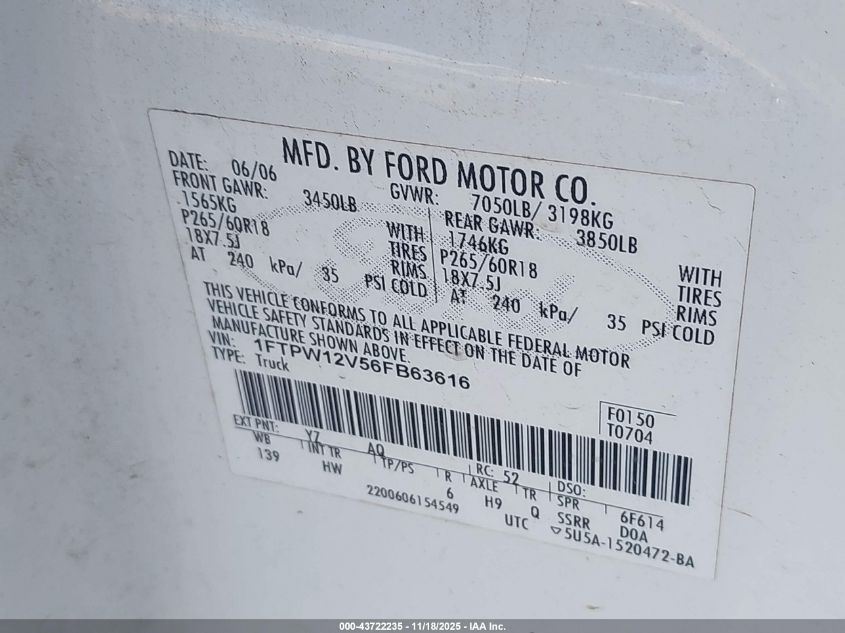 MFD. BY FORD MOTOR CO.
DATE: 06/06 GVWR: 7050LB/ 3198KG
FRONT GAWR: 3450LB REAR GAWR: 3850LB
1565KG WITH 1746KG WITH
P265/60R18 TIRES P265/60R18 TIRES
18X7.5J RIMS 18X7.5J RIMS
AT 240 kPa/ 35 PSI COLD AT 240 kPa/ 35 PSI COLD
THIS VEHICLE CONFORMS TO ALL APPLICABLE FEDERAL MOTOR
VEHICLE SAFETY STANDARDS IN EFFECT ON THE DATE OF
MANUFACTURE SHOWN ABOVE.
VIN: 1FTPW12V56FB63616
TYPE: Truck
F0150
T0704
EXT PNT: YZ AQ RC: 52 DSO:
WB INT TR TP/PS R AXLE TR SPR 6F614
139 HW 6 H9 Q SSRR DOA
2200606154549 UTC ▽5U5A-1520472-BA
000-43722235 - 11/18/2025 - IAA Inc.